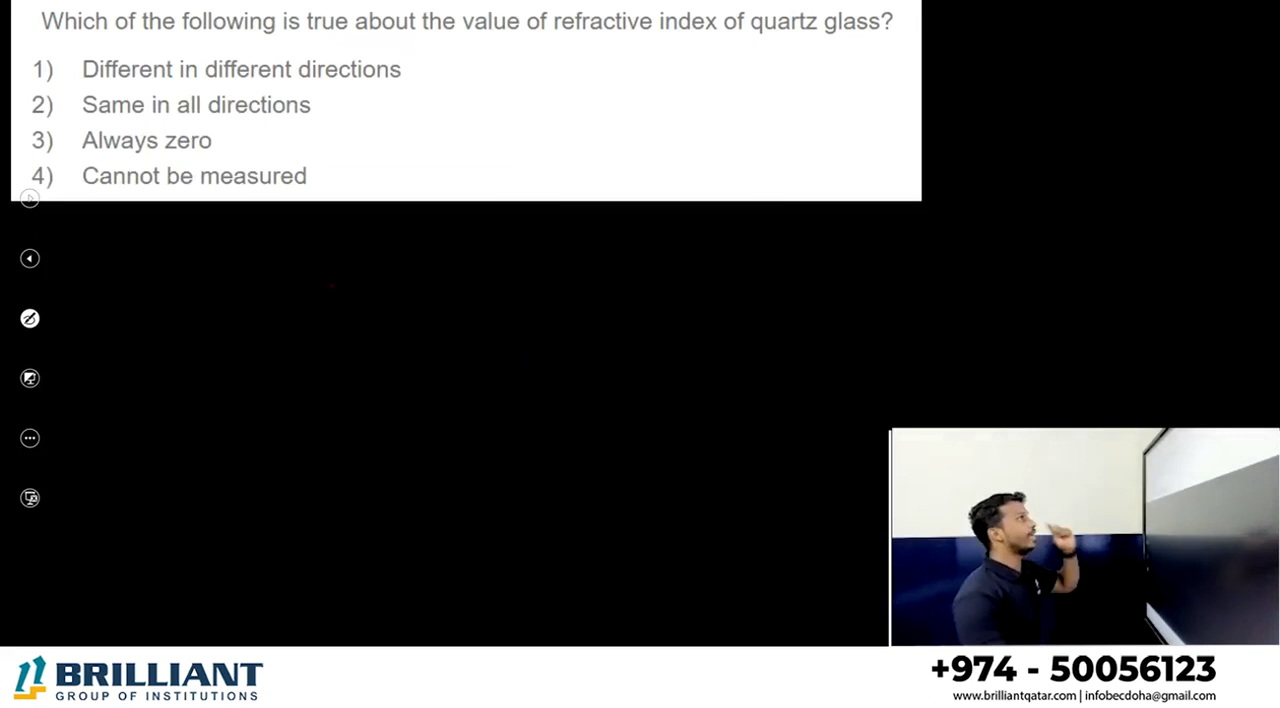 Which of the following is true about the value of refractive index of quartz glass?
1) Different in different directions
2) Same in all directions
3) Always zero
4) Cannot be measured
BRILLIANT
GROUP OF INSTITUTIONS
+974 - 50056123
www.brilliantqatar.com | infobecdoha@gmail.com